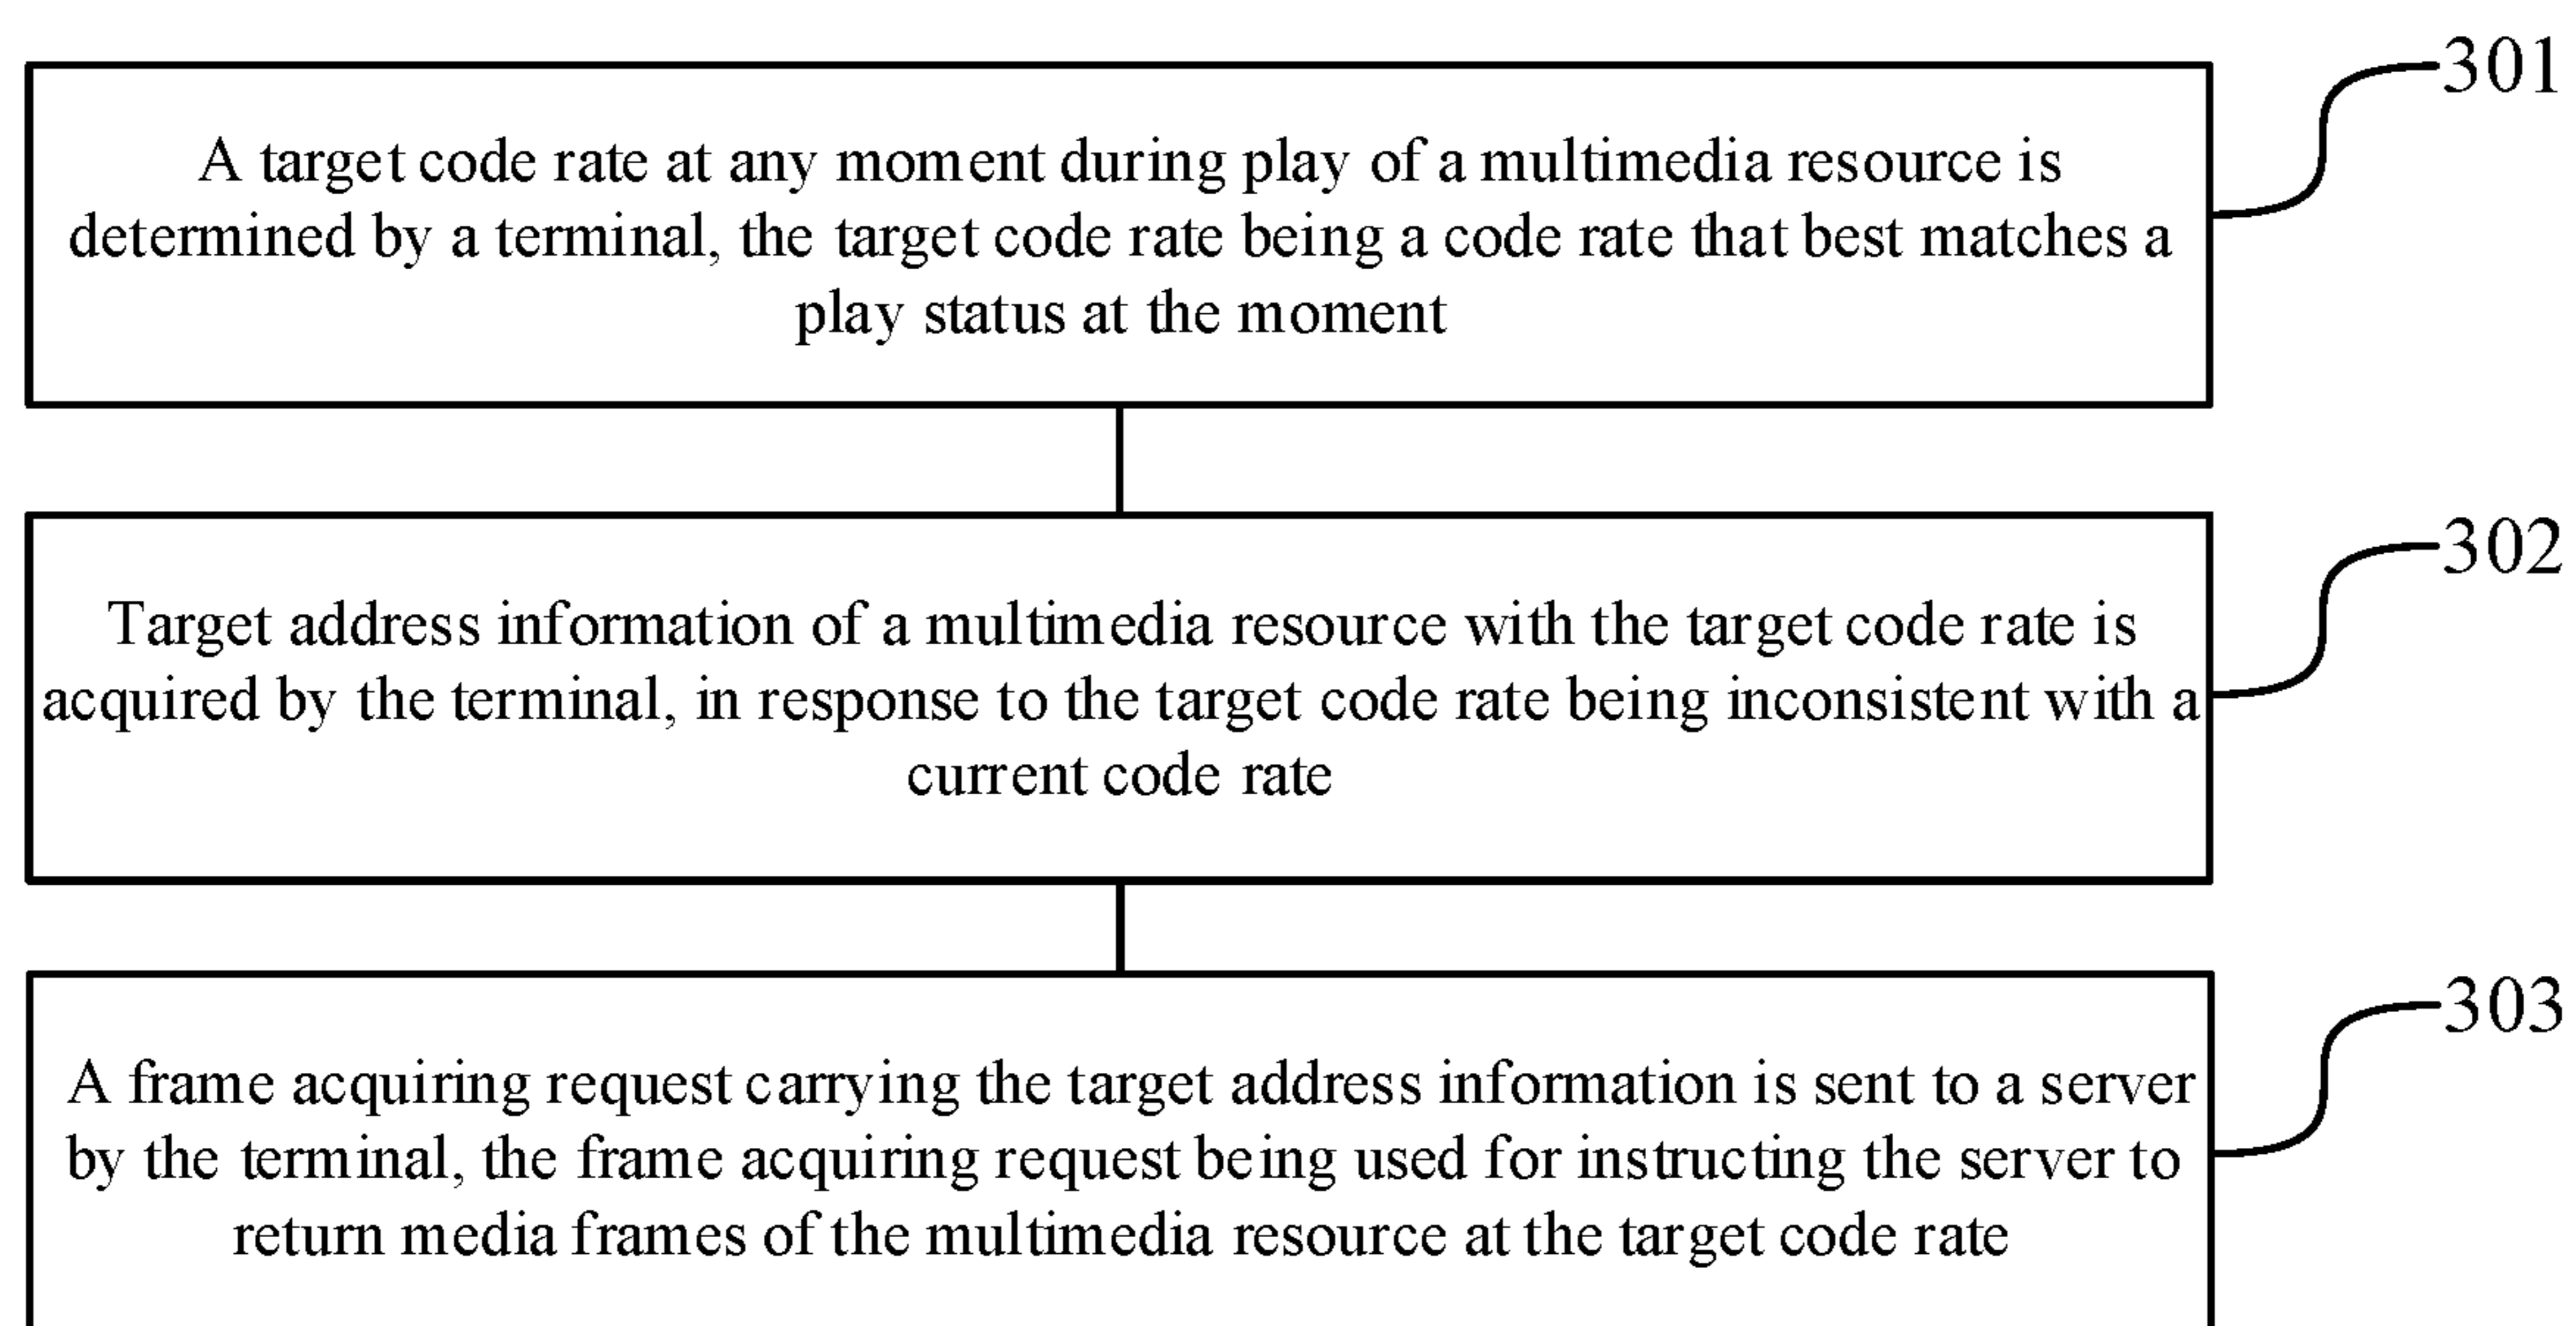 301
A target code rate at any moment during play of a multimedia resource is
determined by a terminal, the target code rate being a code rate that best matches a
play status at the moment
302
Target address information of a multimedia resource with the target code rate is
acquired by the terminal, in response to the target code rate being inconsistent with a
current code rate
303
A frame acquiring request carrying the target address information is sent to a server
by the terminal, the frame acquiring request being used for instructing the server to
return media frames of the multimedia resource at the target code rate